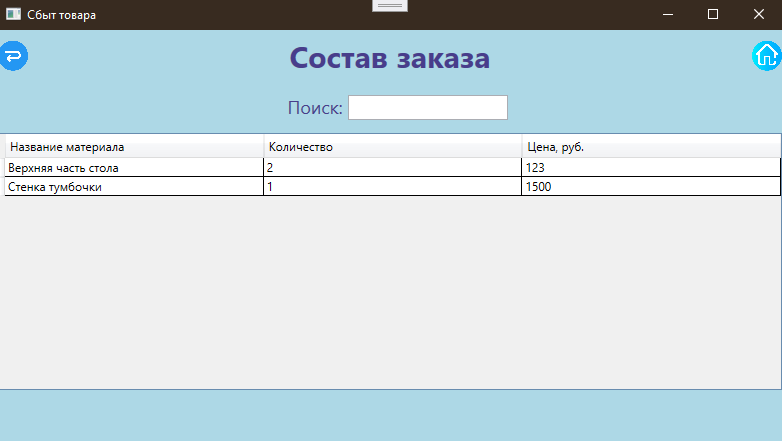 Сбыт товара
Состав заказа
Поиск:
Название материала Количество Цена, руб.
Верхняя часть стола 2 123
Стенка тумбочки 1 1500